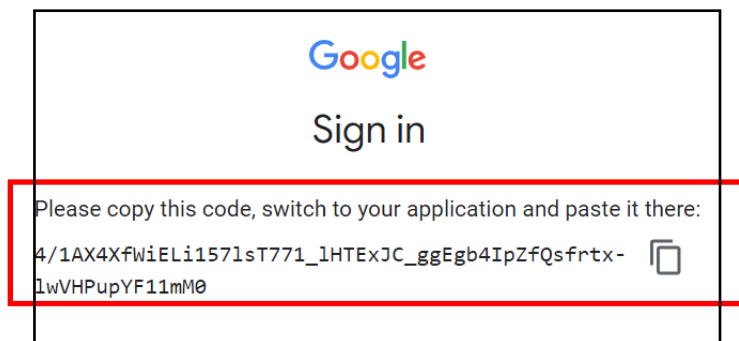 Google
Sign in
Please copy this code, switch to your application and paste it there:
4/1AX4XfWiELi157lsT771_lHTExJC_ggEgb4IpZfQsfrtx-
lwVHPupYF11mM0